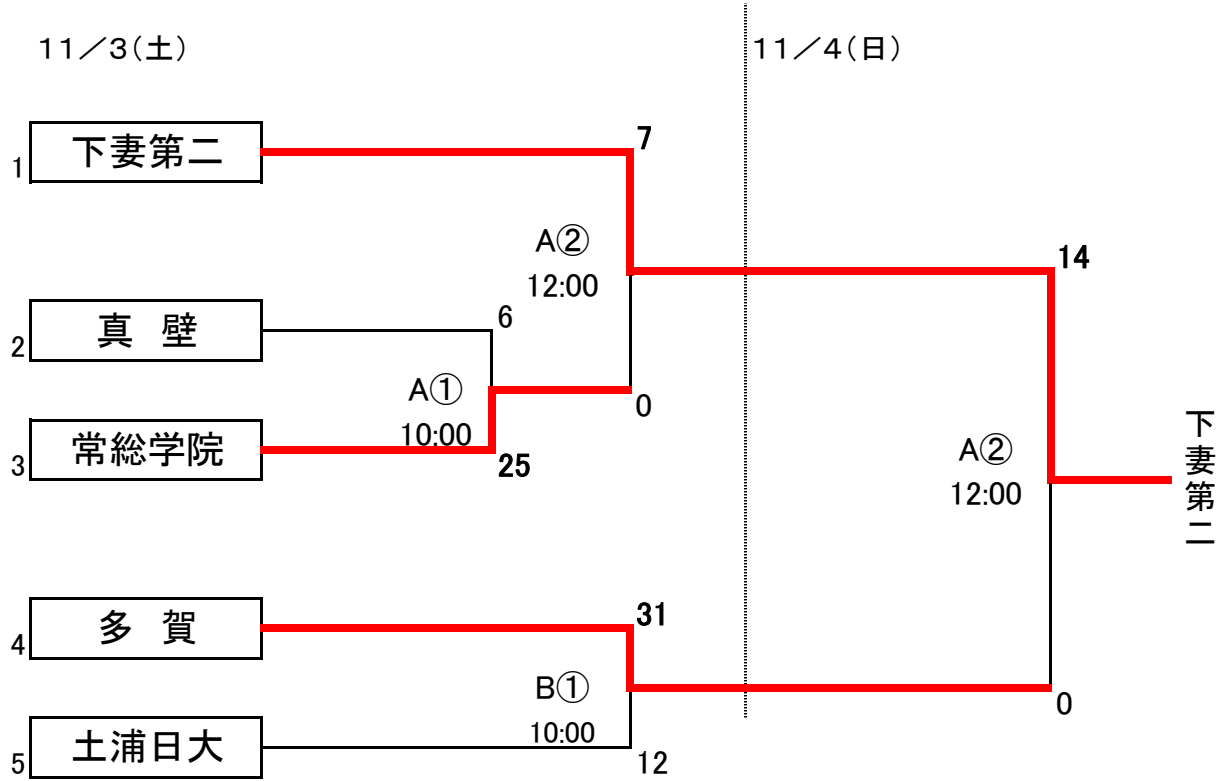 11／3（土）
11／4（日）
1 下妻第二
7
A②
12:00
14
2 真　壁
6
A①
10:00
0
3 常総学院
25
A②
12:00
下妻第二
4 多　賀
31
B①
10:00
0
5 土浦日大
12